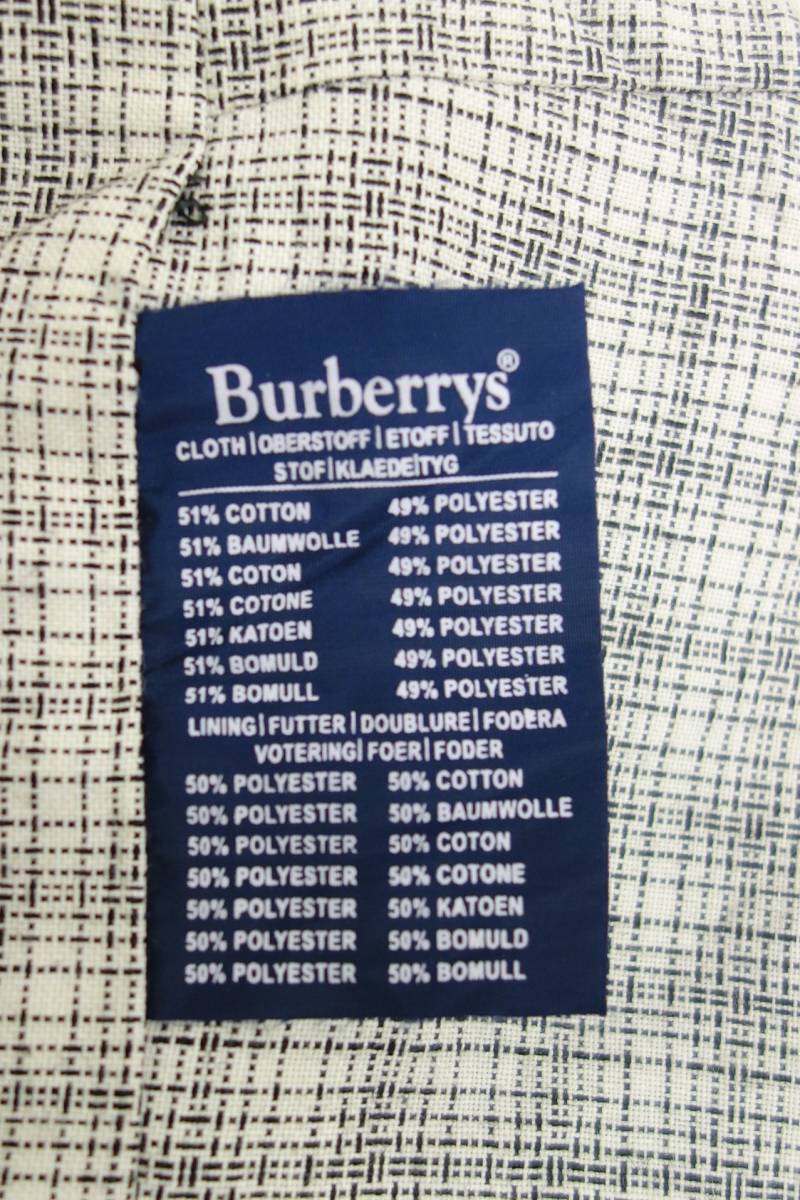 Burberrys®
CLOTH|OBERSTOFF|ETOFF|TESSUTO
STOF|KLAEDE|TYG
51% COTTON 49% POLYESTER
51% BAUMWOLLE 49% POLYESTER
51% COTON 49% POLYESTER
51% COTONE 49% POLYESTER
51% KATOEN 49% POLYESTER
51% BOMULD 49% POLYESTER
51% BOMULL 49% POLYESTER
LINING|FUTTER|DOUBLURE|FODERA
VOTERING|FOER|FODER
50% POLYESTER 50% COTTON
50% POLYESTER 50% BAUMWOLLE
50% POLYESTER 50% COTON
50% POLYESTER 50% COTONE
50% POLYESTER 50% KATOEN
50% POLYESTER 50% BOMULD
50% POLYESTER 50% BOMULL